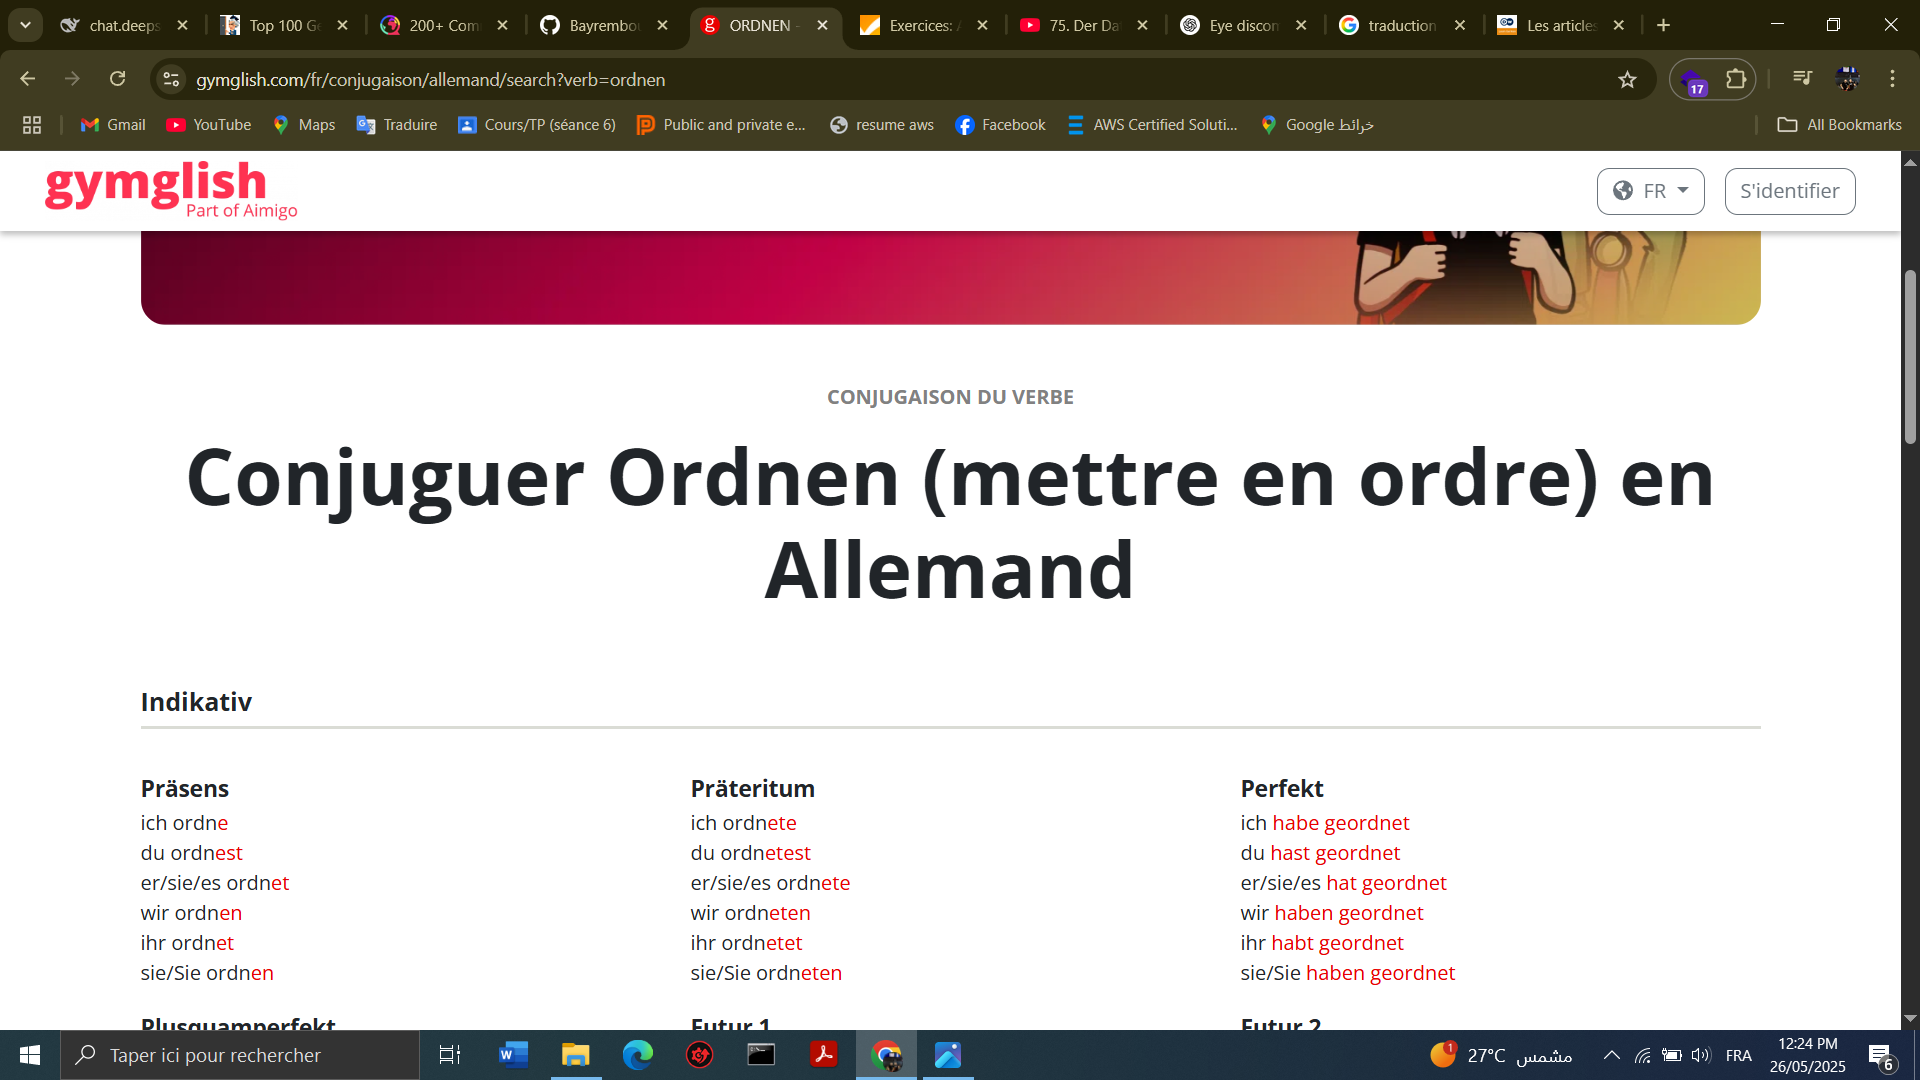 chat.deeps
Top 100 Ge
200+ Com
Bayrembou
ORDNEN -
Exercices: A
75. Der Da
Eye discon
traduction
Les articles
gymglish.com/fr/conjugaison/allemand/search?verb=ordnen
17
Gmail
YouTube
Maps
Traduire
Cours/TP (séance 6)
Public and private e...
resume aws
Facebook
AWS Certified Soluti...
خرائط Google
All Bookmarks
gymglish
Part of Aimigo
FR
S'identifier
CONJUGAISON DU VERBE
Conjuguer Ordnen (mettre en ordre) en
Allemand
Indikativ
Präsens
ich ordne
du ordnest
er/sie/es ordnet
wir ordnen
ihr ordnet
sie/Sie ordnen
Präteritum
ich ordnete
du ordnetest
er/sie/es ordnete
wir ordneten
ihr ordnetet
sie/Sie ordneten
Perfekt
ich habe geordnet
du hast geordnet
er/sie/es hat geordnet
wir haben geordnet
ihr habt geordnet
sie/Sie haben geordnet
Plusquamperfekt
Futur 1
Futur 2
Taper ici pour rechercher
1
27°C مشمس
FRA
12:24 PM
26/05/2025
6